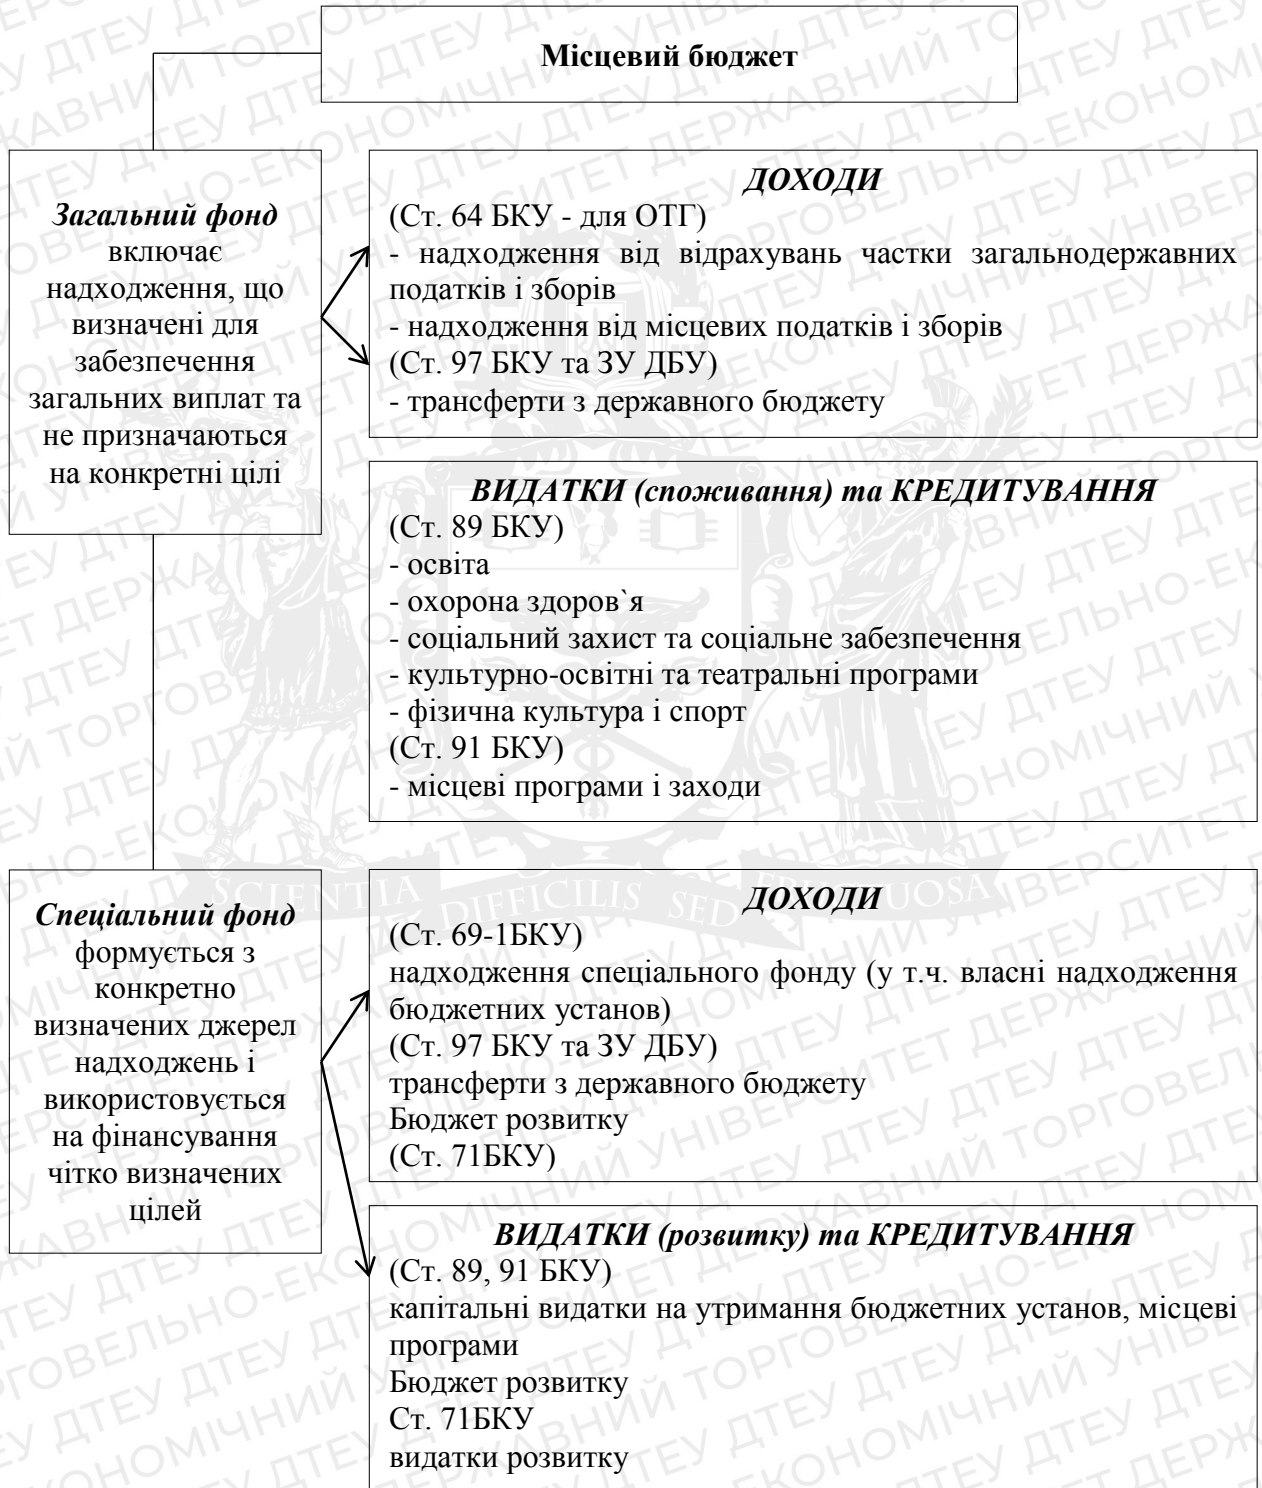 Місцевий бюджет
Загальний фонд
включає
надходження, що
визначені для
забезпечення
загальних виплат та
не призначаються
на конкретні цілі
ДОХОДИ
(Ст. 64 БКУ - для ОТГ)
- надходження від відрахувань частки загальнодержавних
податків і зборів
- надходження від місцевих податків і зборів
(Ст. 97 БКУ та ЗУ ДБУ)
- трансферти з державного бюджету
ВИДАТКИ (споживання) та КРЕДИТУВАННЯ
(Ст. 89 БКУ)
- освіта
- охорона здоров`я
- соціальний захист та соціальне забезпечення
- культурно-освітні та театральні програми
- фізична культура і спорт
(Ст. 91 БКУ)
- місцеві програми і заходи
Спеціальний фонд
формується з
конкретно
визначених джерел
надходжень і
використовується
на фінансування
чітко визначених
цілей
ДОХОДИ
(Ст. 69-1БКУ)
надходження спеціального фонду (у т.ч. власні надходження
бюджетних установ)
(Ст. 97 БКУ та ЗУ ДБУ)
трансферти з державного бюджету
Бюджет розвитку
(Ст. 71БКУ)
ВИДАТКИ (розвитку) та КРЕДИТУВАННЯ
(Ст. 89, 91 БКУ)
капітальні видатки на утримання бюджетних установ, місцеві
програми
Бюджет розвитку
Ст. 71БКУ
видатки розвитку
SCIENTIA DIFFICILIS SED FRUCTUOSA